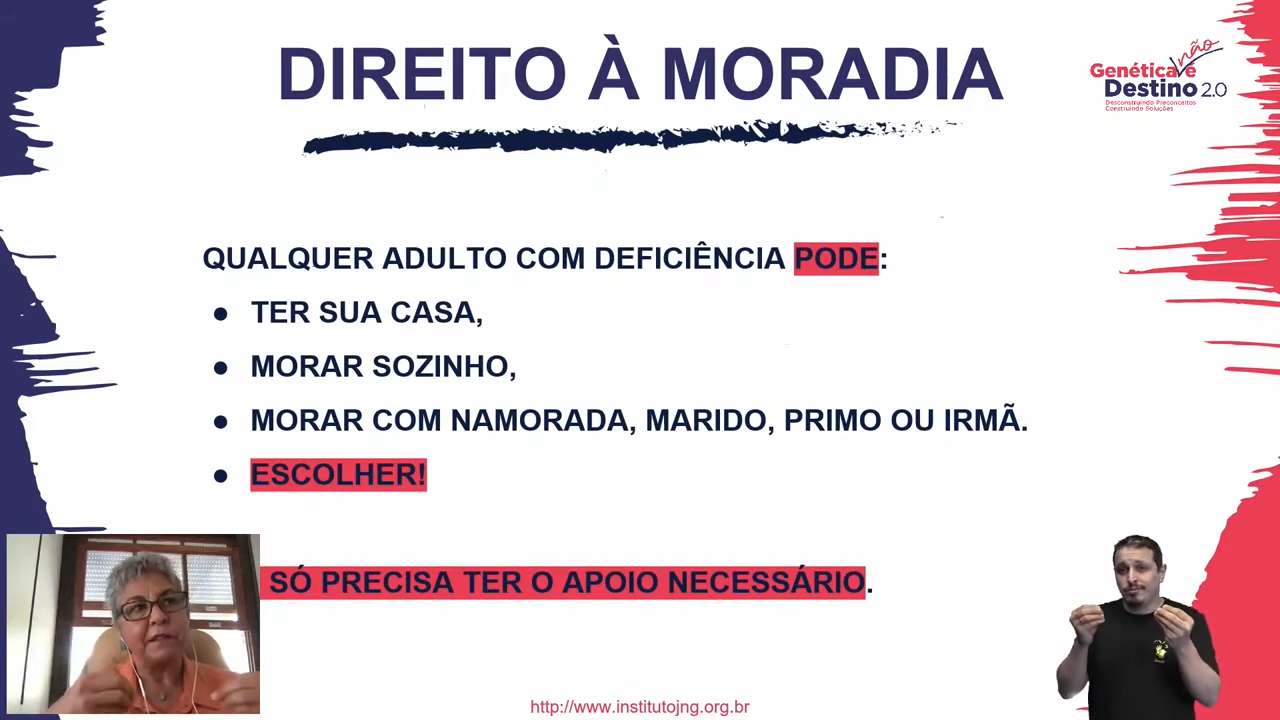 DIREITO À MORADIA
não
Genética é
Destino 2.0
Desconstruindo Preconceitos
Construindo Soluções
QUALQUER ADULTO COM DEFICIÊNCIA PODE:
● TER SUA CASA,
● MORAR SOZINHO,
● MORAR COM NAMORADA, MARIDO, PRIMO OU IRMÃ.
● ESCOLHER!
SÓ PRECISA TER O APOIO NECESSÁRIO.
http://www.institutojng.org.br